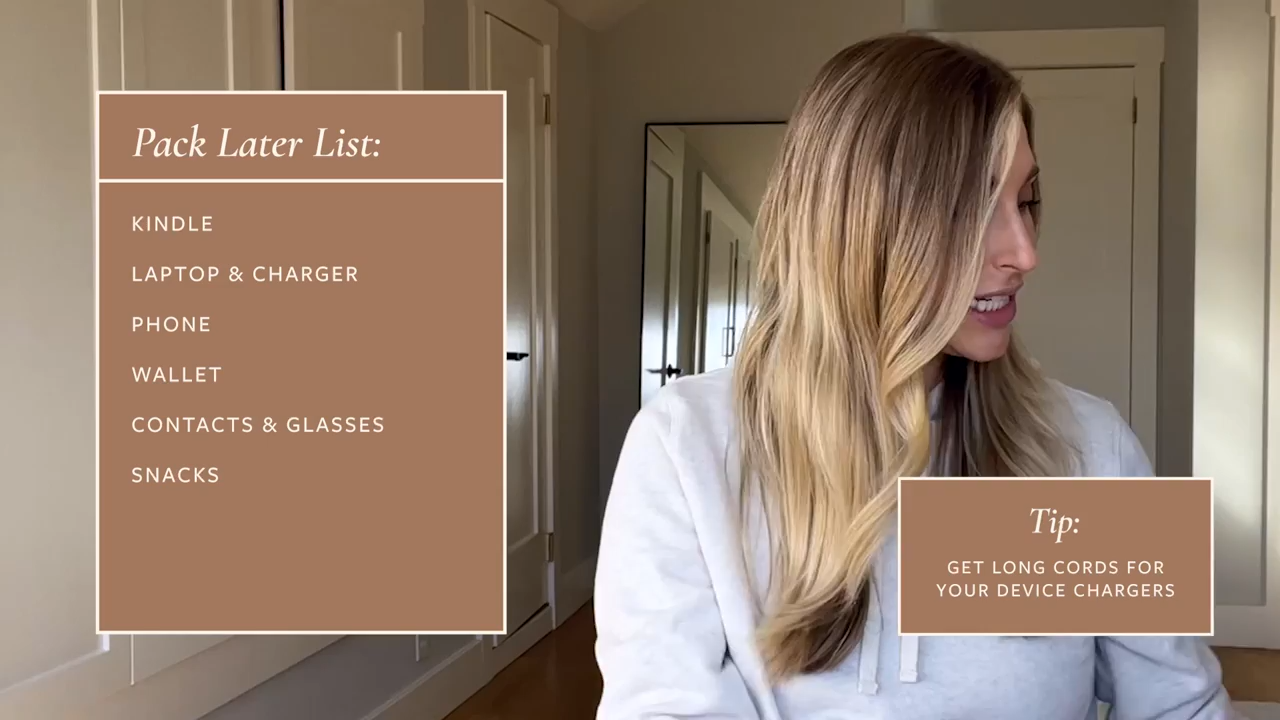 Pack Later List:
KINDLE
LAPTOP & CHARGER
PHONE
WALLET
CONTACTS & GLASSES
SNACKS
Tip:
GET LONG CORDS FOR
YOUR DEVICE CHARGERS